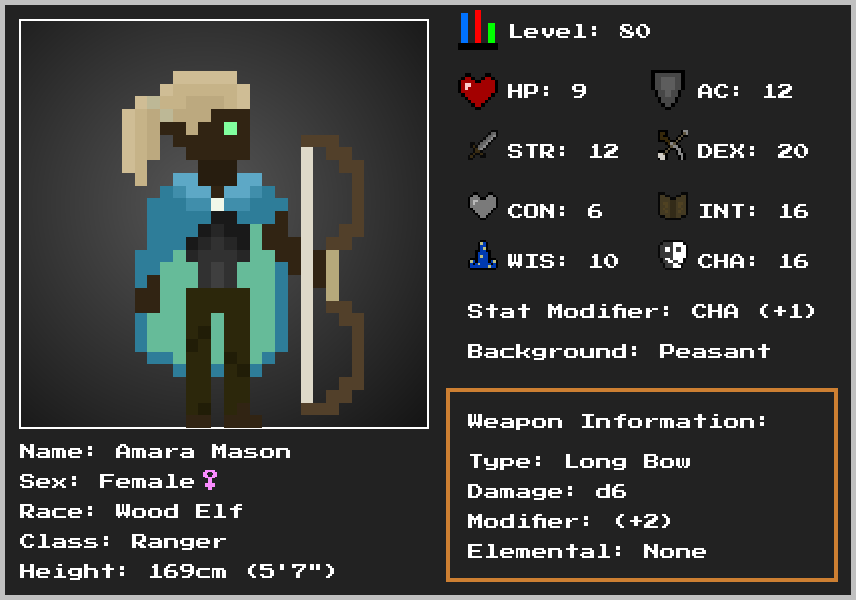 Level: 80
HP: 9 AC: 12
STR: 12 DEX: 20
CON: 6 INT: 16
WIS: 10 CHA: 16
Stat Modifier: CHA (+1)
Background: Peasant
Weapon Information:
Type: Long Bow
Damage: d6
Modifier: (+2)
Elemental: None
Name: Amara Mason
Sex: Female♀
Race: Wood Elf
Class: Ranger
Height: 169cm (5'7")